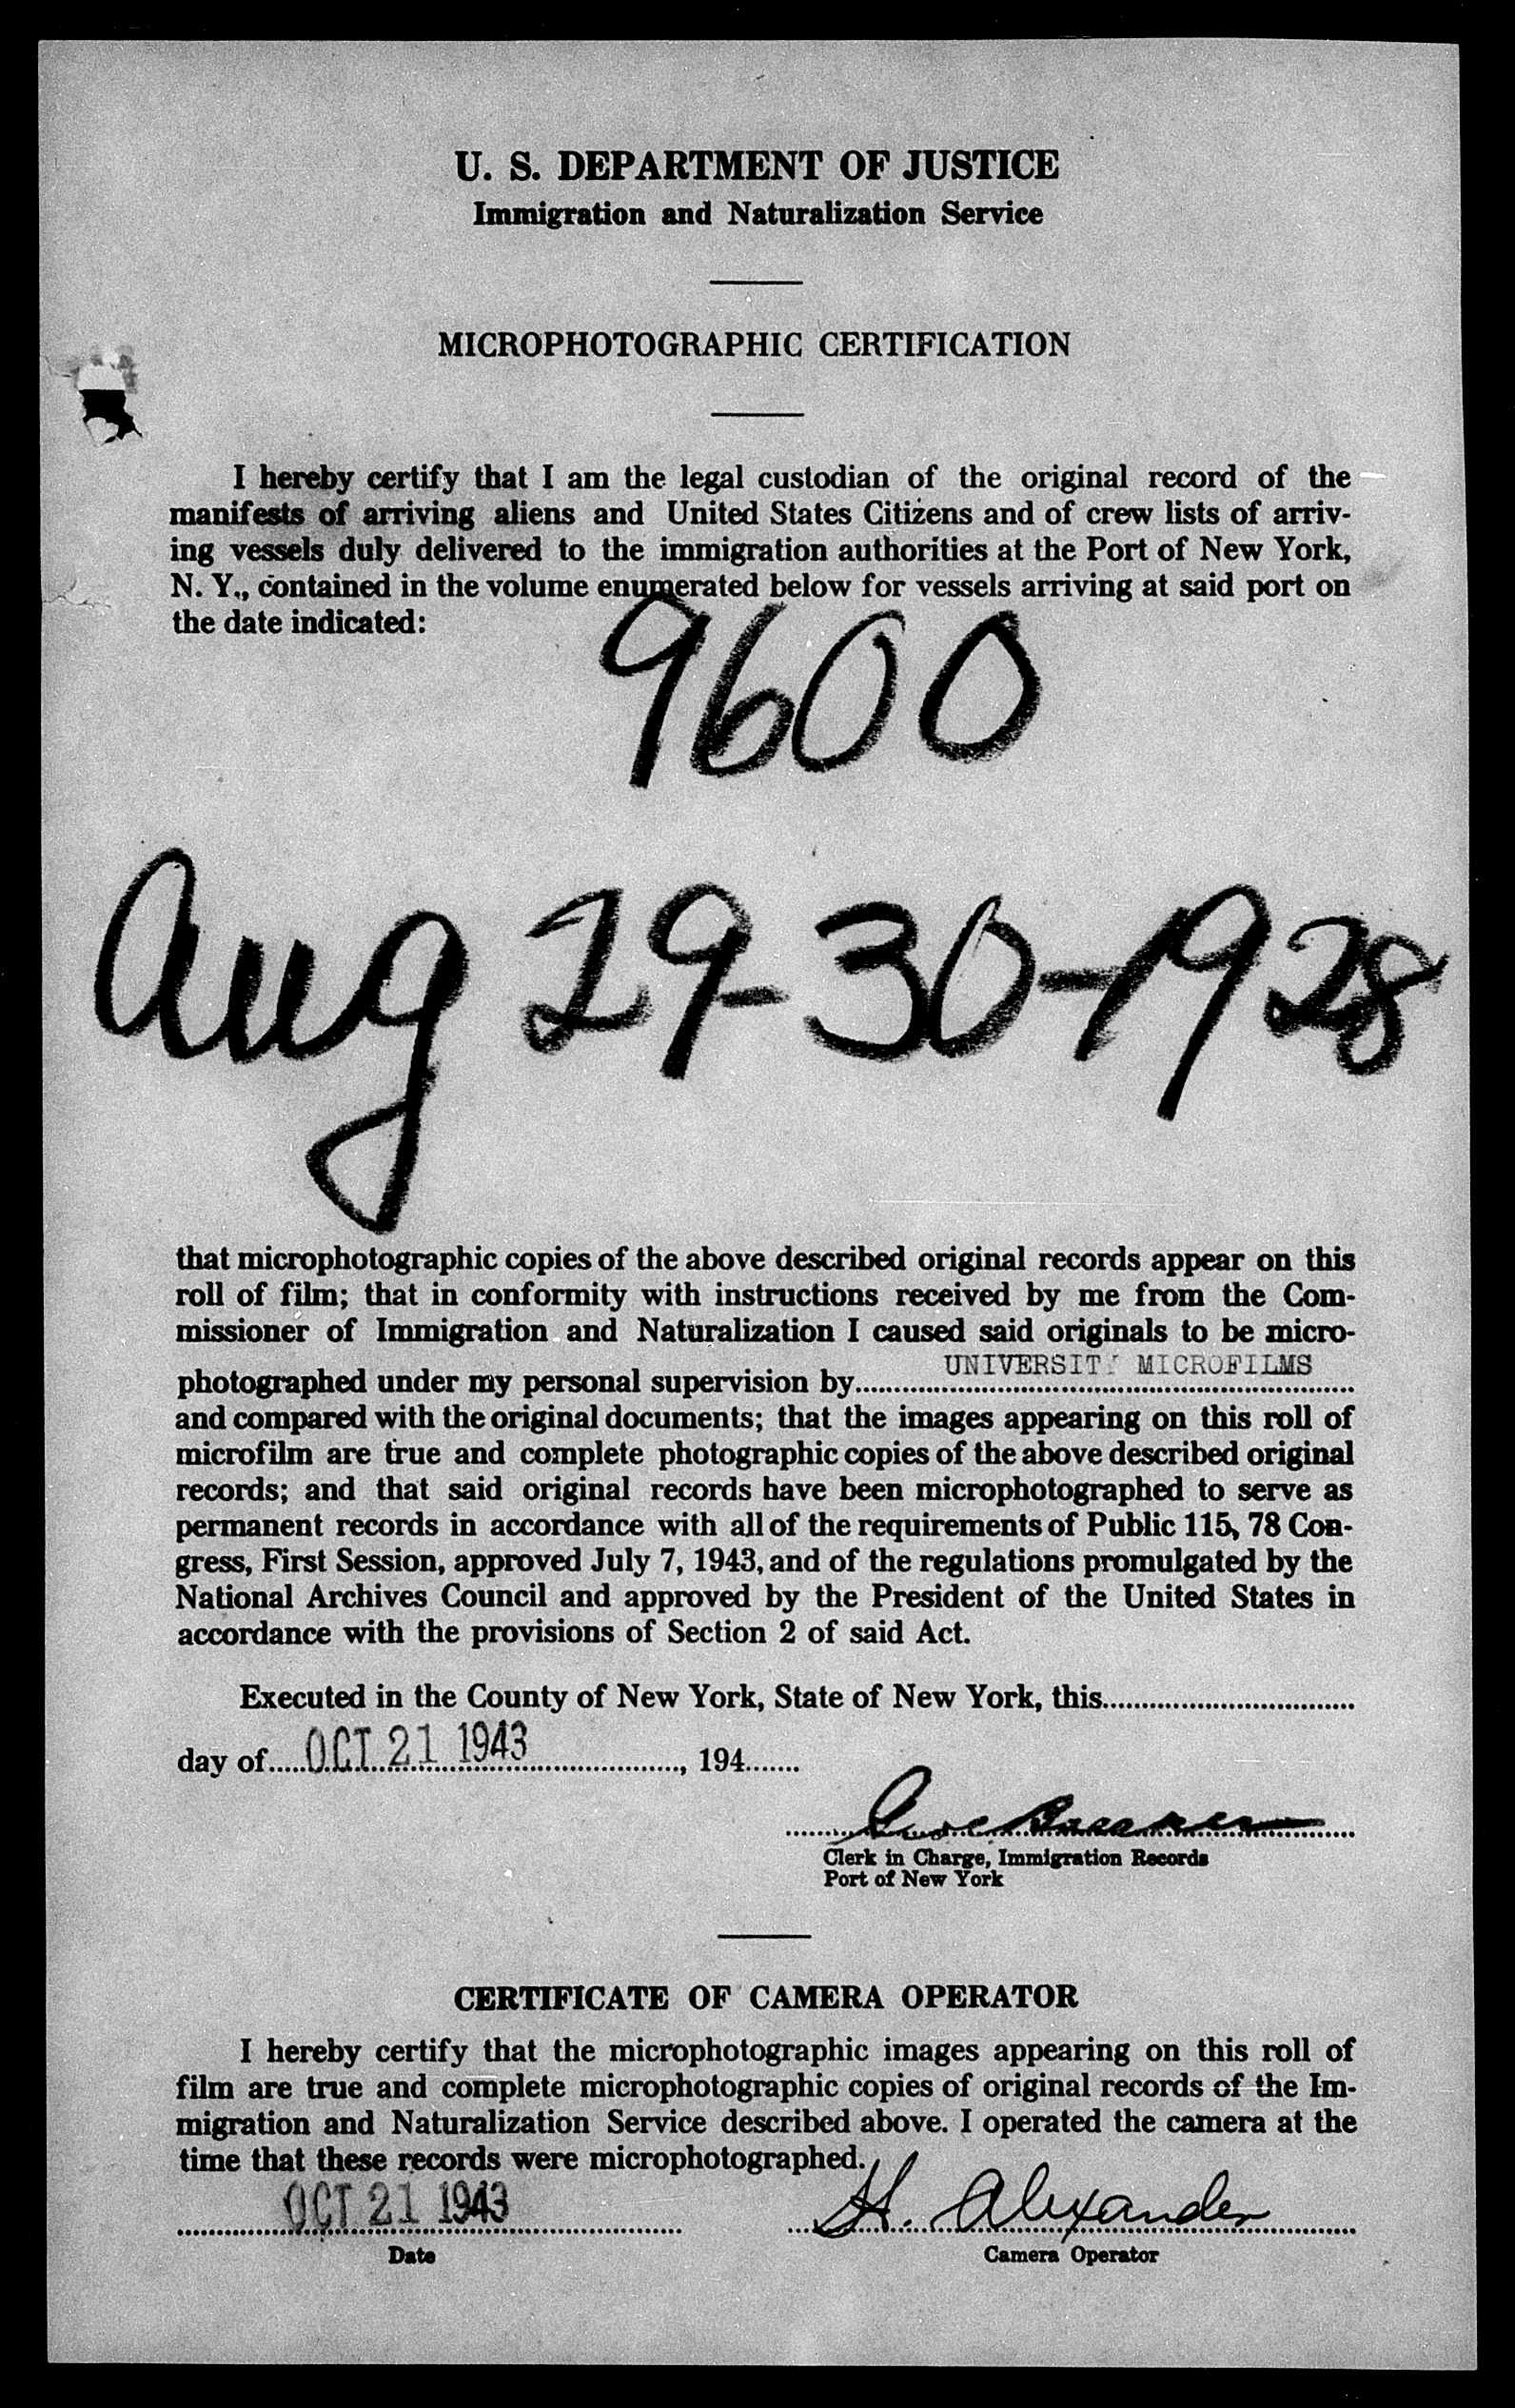 U. S. DEPARTMENT OF JUSTICE
Immigration and Naturalization Service
MICROPHOTOGRAPHIC CERTIFICATION
I hereby certify that I am the legal custodian of the original record of the
manifests of arriving aliens and United States Citizens and of crew lists of arriv-
ing vessels duly delivered to the immigration authorities at the Port of New York,
N. Y., contained in the volume enumerated below for vessels arriving at said port on
the date indicated:
9600
Aug 29-30-1928
that microphotographic copies of the above described original records appear on this
roll of film; that in conformity with instructions received by me from the Com-
missioner of Immigration and Naturalization I caused said originals to be micro-
photographed under my personal supervision by UNIVERSITY MICROFILMS
and compared with the original documents; that the images appearing on this roll of
microfilm are true and complete photographic copies of the above described original
records; and that said original records have been microphotographed to serve as
permanent records in accordance with all of the requirements of Public 115, 78 Con-
gress, First Session, approved July 7, 1943, and of the regulations promulgated by the
National Archives Council and approved by the President of the United States in
accordance with the provisions of Section 2 of said Act.
Executed in the County of New York, State of New York, this
day of OCT 21 1943, 194
Clerk in Charge, Immigration Records
Port of New York
CERTIFICATE OF CAMERA OPERATOR
I hereby certify that the microphotographic images appearing on this roll of
film are true and complete microphotographic copies of original records of the Im-
migration and Naturalization Service described above. I operated the camera at the
time that these records were microphotographed.
OCT 21 1943 H. Alexander
Date Camera Operator